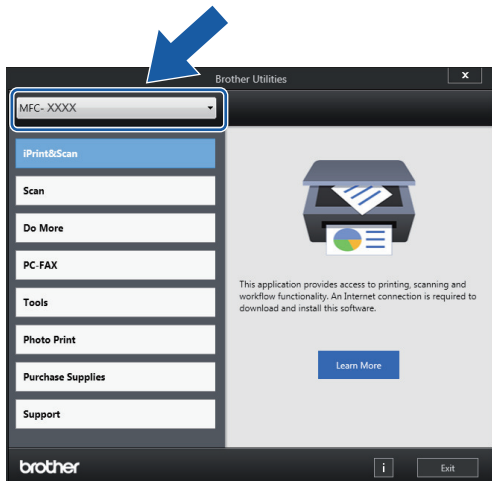 Brother Utilities
x
MFC- XXXX
iPrint&Scan
Scan
Do More
PC-FAX
Tools
Photo Print
Purchase Supplies
Support
This application provides access to printing, scanning and
workflow functionality. An Internet connection is required to
download and install this software.
Learn More
brother
i
Exit